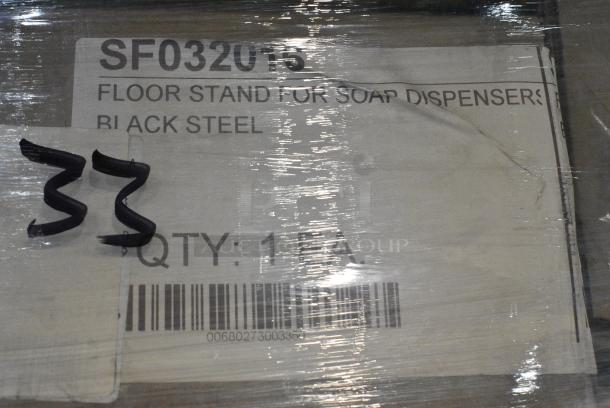 SF032015
FLOOR STAND FOR SOAP DISPENSERS
BLACK STEEL
33
QTY: 1 EA.